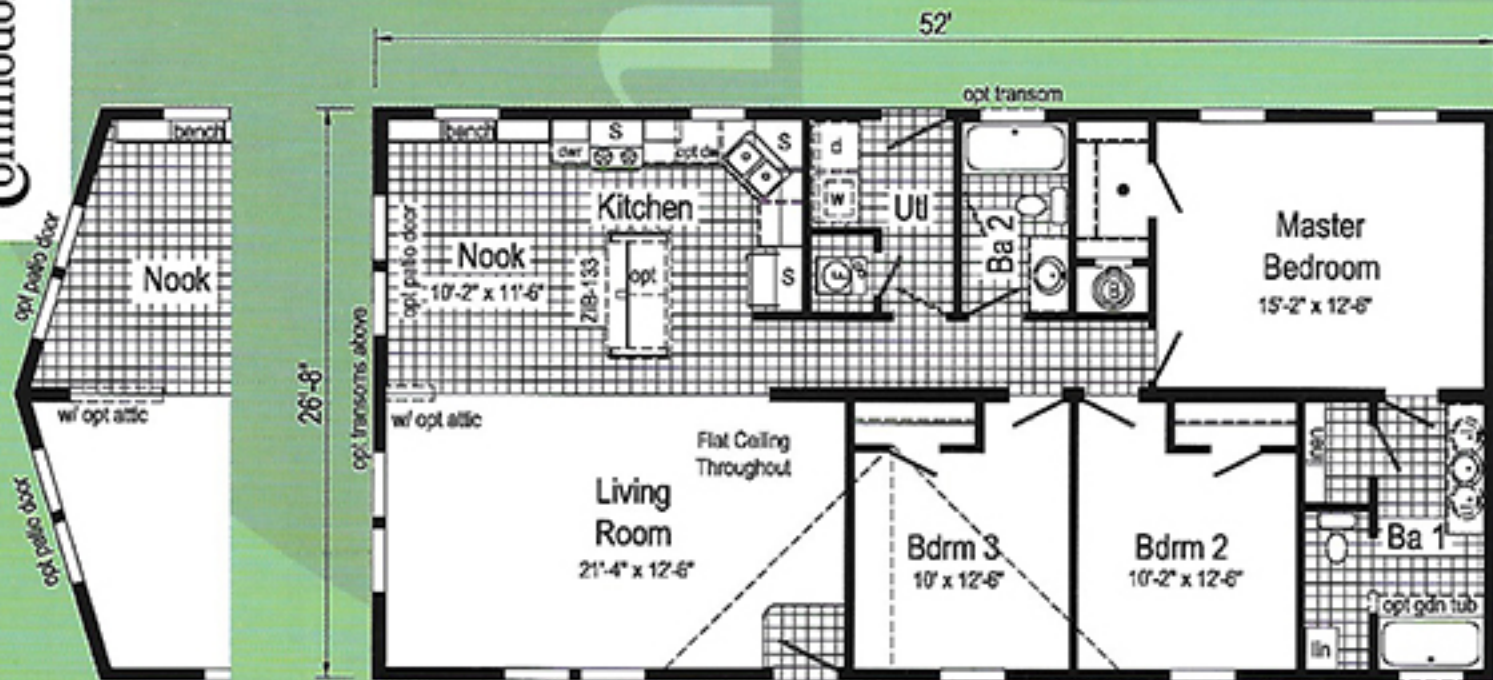 52'
opt transom
bench
bench
S
dwr
opt dw
S
d
w
Utl
Kitchen
Nook
10'-2" x 11'-6"
opt patio door
opt
S
Ba 2
Master
Bedroom
15'-2" x 12'-6"
opt patio door
Nook
26'-8"
opt transoms above
w/ opt attic
w/ opt attic
Flat Ceiling
Throughout
linen
Living
Room
21'-4" x 12'-6"
Bdrm 3
10' x 12'-6"
Bdrm 2
10'-2" x 12'-6"
Ba 1
opt patio door
opt gdn tub
lin